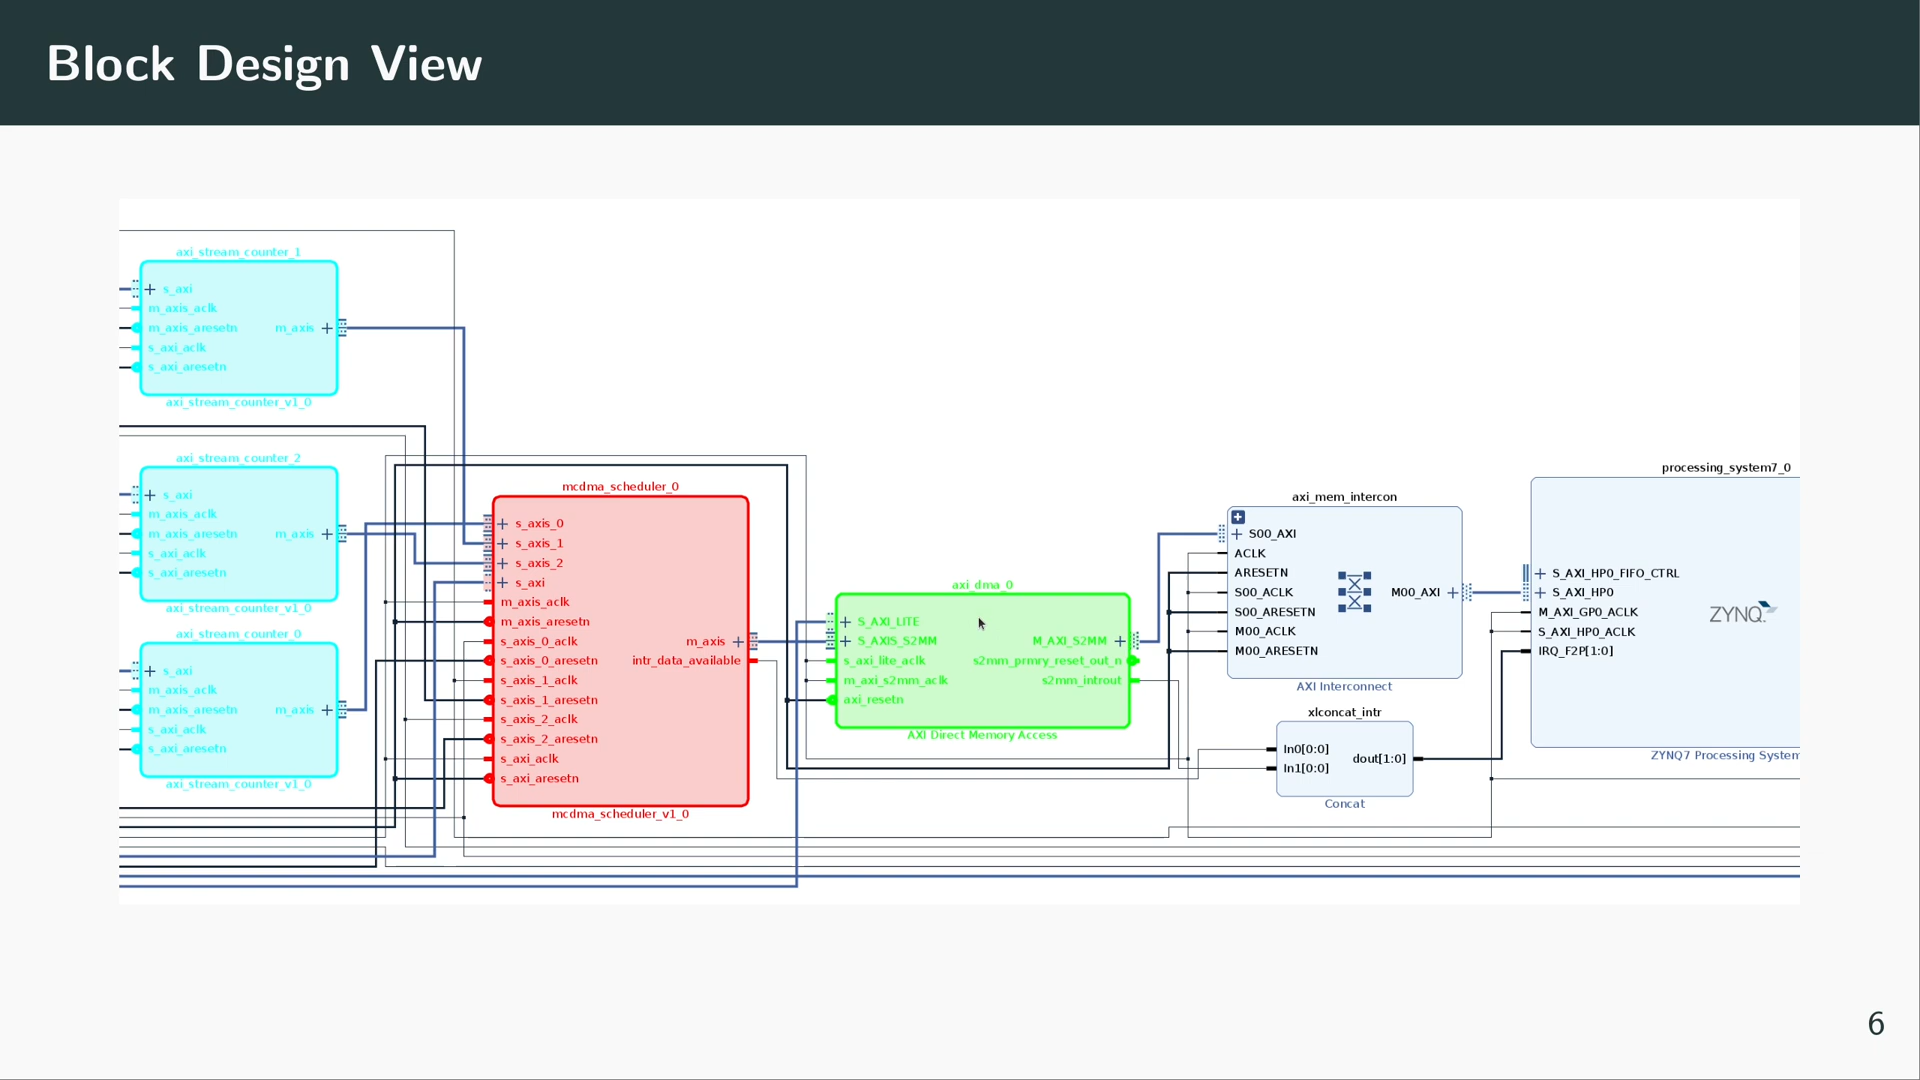 Block Design View
axi_stream_counter_1
s_axi
m_axis_aclk
m_axis_aresetn
m_axis
s_axi_aclk
s_axi_aresetn
axi_stream_counter_v1_0
axi_stream_counter_2
s_axi
m_axis_aclk
m_axis_aresetn
m_axis
s_axi_aclk
s_axi_aresetn
axi_stream_counter_v1_0
axi_stream_counter_0
s_axi
m_axis_aclk
m_axis_aresetn
m_axis
s_axi_aclk
s_axi_aresetn
axi_stream_counter_v1_0
mcdma_scheduler_0
s_axis_0
s_axis_1
s_axis_2
s_axi
m_axis_aclk
m_axis_aresetn
s_axis_0_aclk
s_axis_0_aresetn
s_axis_1_aclk
s_axis_1_aresetn
s_axis_2_aclk
s_axis_2_aresetn
s_axi_aclk
s_axi_aresetn
m_axis
intr_data_available
mcdma_scheduler_v1_0
axi_dma_0
S_AXI_LITE
S_AXIS_S2MM
s_axi_lite_aclk
m_axi_s2mm_aclk
axi_resetn
M_AXI_S2MM
s2mm_prmry_reset_out_n
s2mm_introut
AXI Direct Memory Access
axi_mem_intercon
S00_AXI
ACLK
ARESETN
S00_ACLK
S00_ARESETN
M00_ACLK
M00_ARESETN
M00_AXI
AXI Interconnect
xlconcat_intr
In0[0:0]
In1[0:0]
dout[1:0]
Concat
processing_system7_0
S_AXI_HP0_FIFO_CTRL
S_AXI_HP0
M_AXI_GP0_ACLK
S_AXI_HP0_ACLK
IRQ_F2P[1:0]
ZYNQ
ZYNQ7 Processing System
6